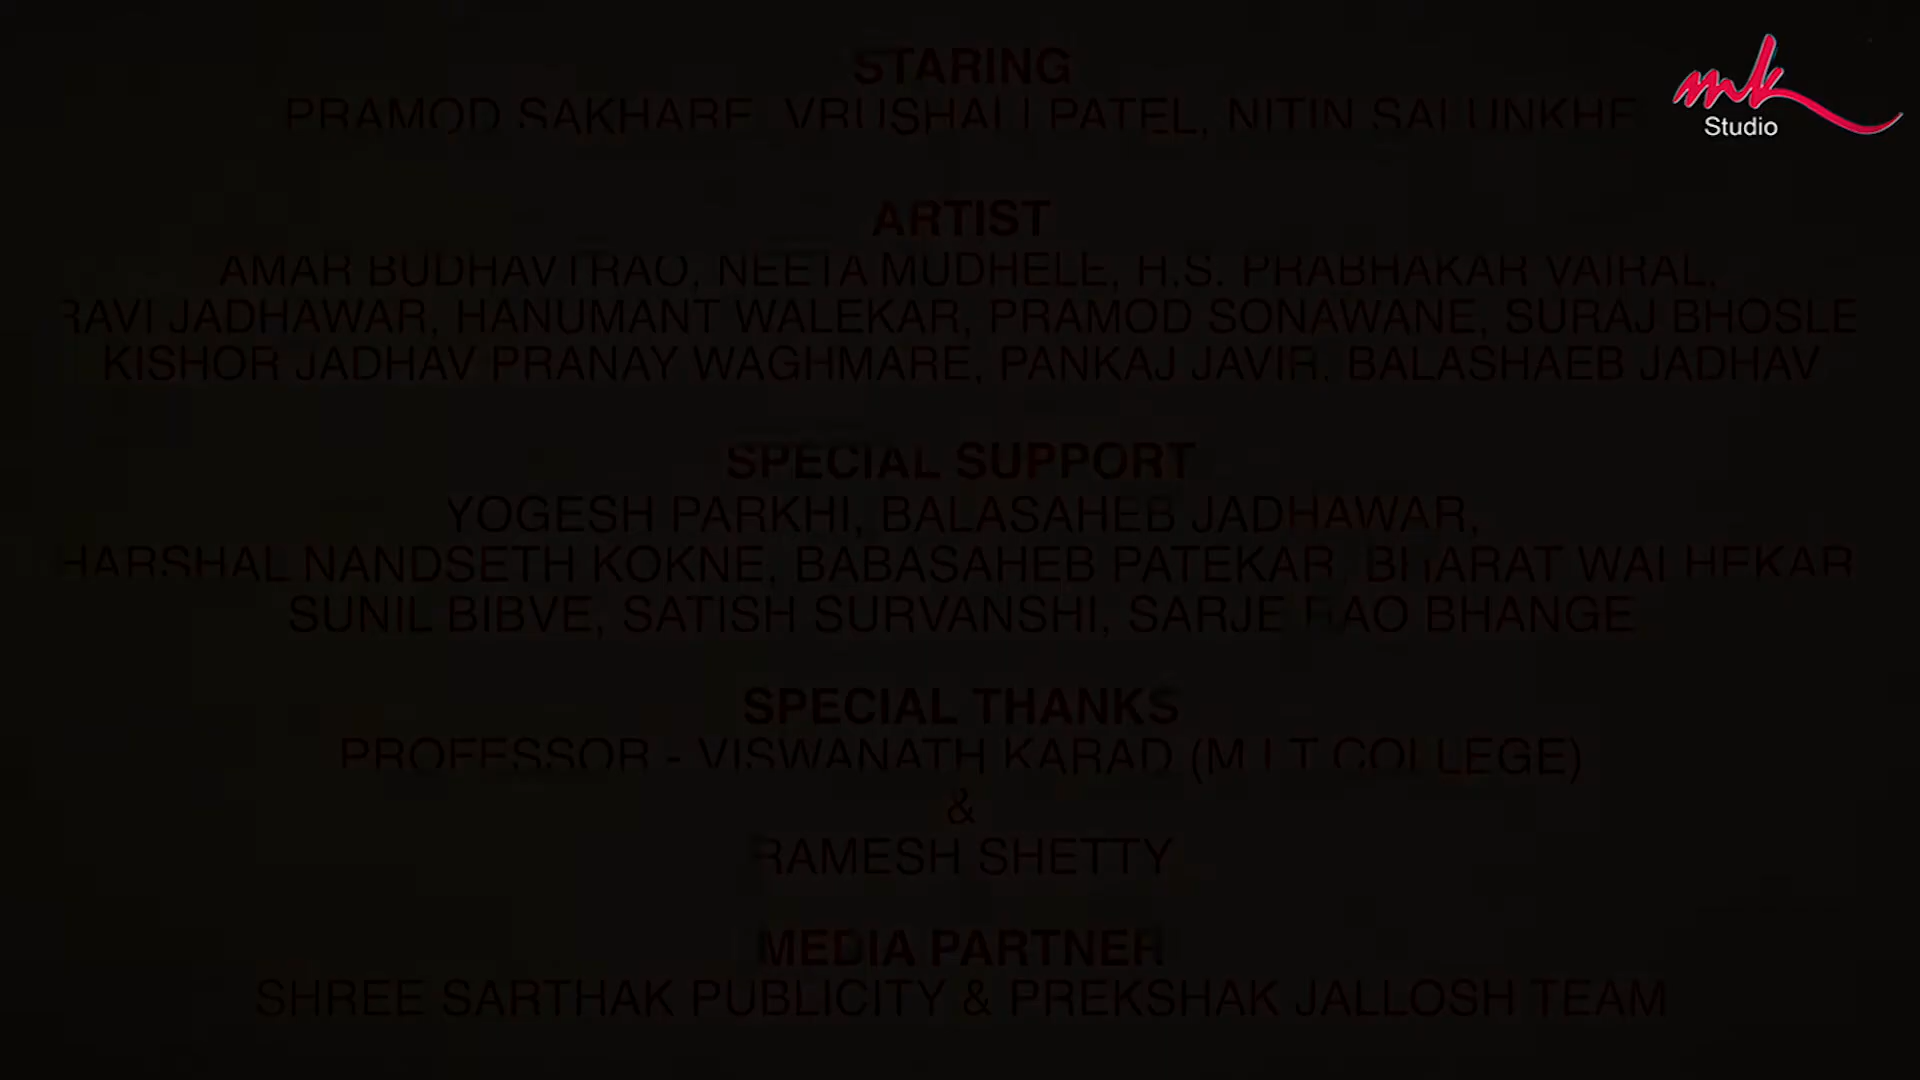 STARING
PRAMOD SAKHARE, VRUSHALI PATEL, NITIN SALUNKHE
mk
Studio
ARTIST
AMAR BUDHAVTRAO, NEETA MUDHELE, H.S. PRABHAKAR VAIRAL,
RAVI JADHAWAR, HANUMANT WALEKAR, PRAMOD SONAWANE, SURAJ BHOSLE
KISHOR JADHAV PRANAY WAGHMARE, PANKAJ JAVIR, BALASHAEB JADHAV
SPECIAL SUPPORT
YOGESH PARKHI, BALASAHEB JADHAWAR,
HARSHAL NANDSETH KOKNE, BABASAHEB PATEKAR, BHARAT WALHEKAR
SUNIL BIBVE, SATISH SURVANSHI, SARJE RAO BHANGE
SPECIAL THANKS
PROFESSOR - VISWANATH KARAD (M.I.T COLLEGE)
&
RAMESH SHETTY
MEDIA PARTNER
SHREE SARTHAK PUBLICITY & PREKSHAK JALLOSH TEAM